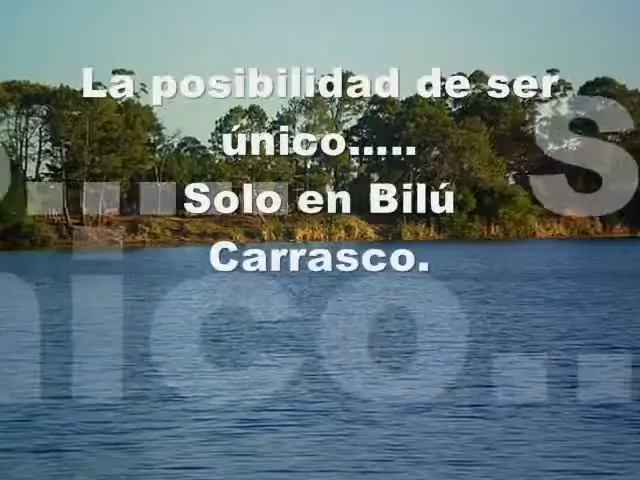 La posibilidad de ser
único.....
Solo en Bilú
Carrasco.